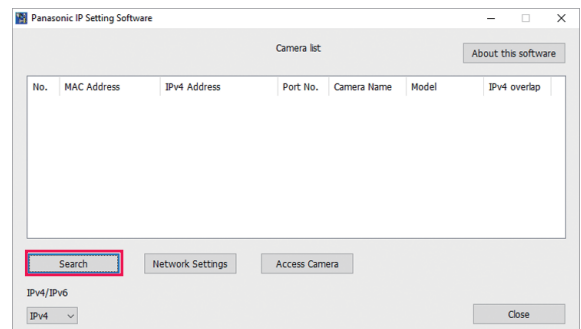 Panasonic IP Setting Software
Camera list
About this software
No. MAC Address IPv4 Address Port No. Camera Name Model IPv4 overlap
Search Network Settings Access Camera
IPv4/IPv6
IPv4 Close